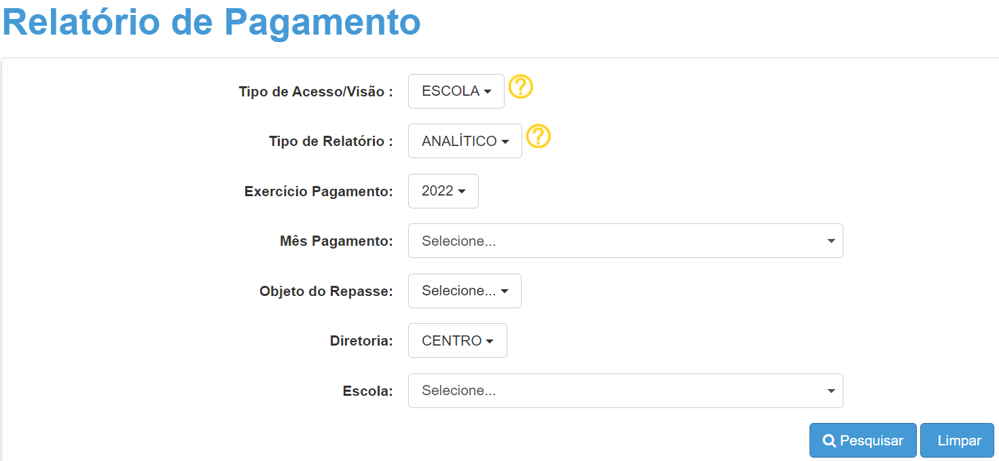 Relatório de Pagamento
Tipo de Acesso/Visão : ESCOLA ?
Tipo de Relatório : ANALÍTICO ?
Exercício Pagamento: 2022
Mês Pagamento: Selecione...
Objeto do Repasse: Selecione...
Diretoria: CENTRO
Escola: Selecione...
Pesquisar Limpar